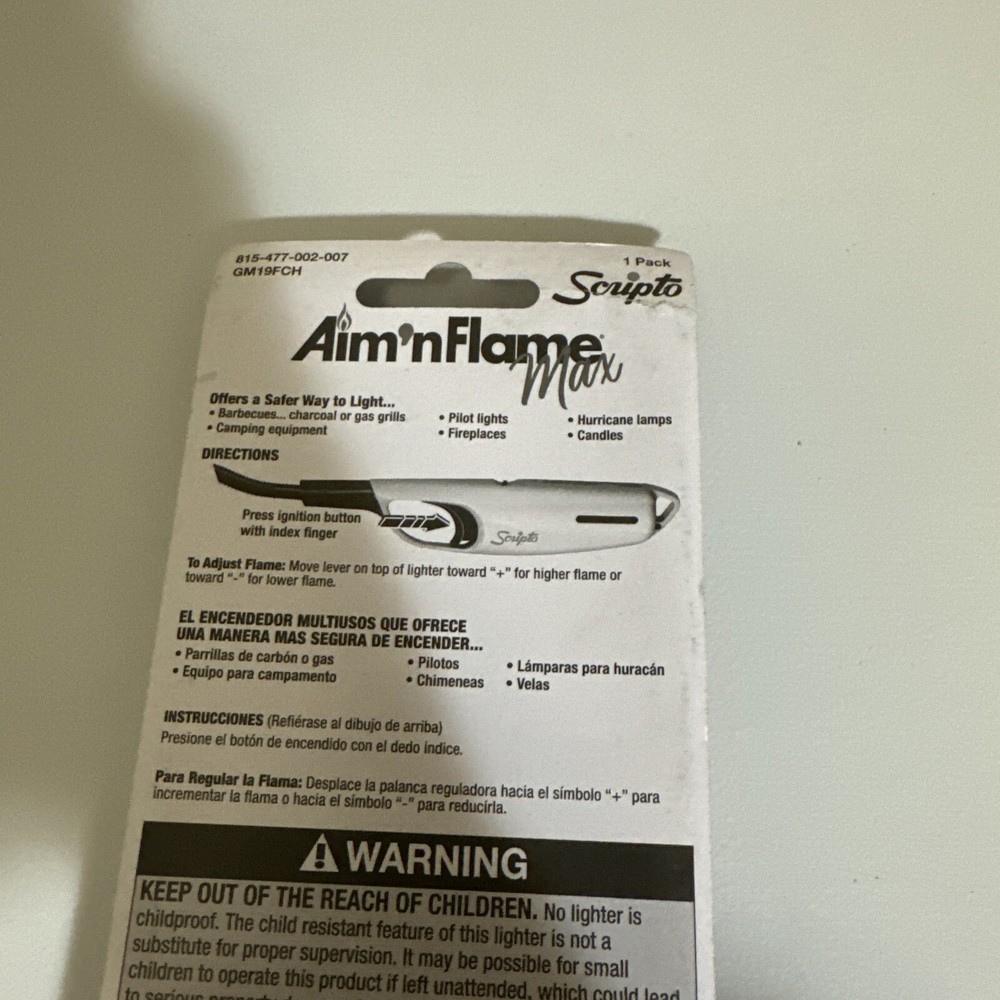 815-477-002-007
GM19FCH
1 Pack
Scripto
Aim'nFlame
Max
Offers a Safer Way to Light...
• Barbecues... charcoal or gas grills
• Camping equipment
• Pilot lights
• Fireplaces
• Hurricane lamps
• Candles
DIRECTIONS
Press ignition button
with index finger
Scripto
To Adjust Flame: Move lever on top of lighter toward "+" for higher flame or
toward "-" for lower flame.
EL ENCENDEDOR MULTIUSOS QUE OFRECE
UNA MANERA MAS SEGURA DE ENCENDER...
• Parrillas de carbón o gas
• Equipo para campamento
• Pilotos
• Chimeneas
• Lámparas para huracán
• Velas
INSTRUCCIONES (Refiérase al dibujo de arriba)
Presione el botón de encendido con el dedo índice.
Para Regular la Flama: Desplace la palanca reguladora hacia el símbolo "+" para
incrementar la flama o hacia el símbolo "-" para reducirla.
WARNING
KEEP OUT OF THE REACH OF CHILDREN. No lighter is
childproof. The child resistant feature of this lighter is not a
substitute for proper supervision. It may be possible for small
children to operate this product if left unattended, which could lead
to serious